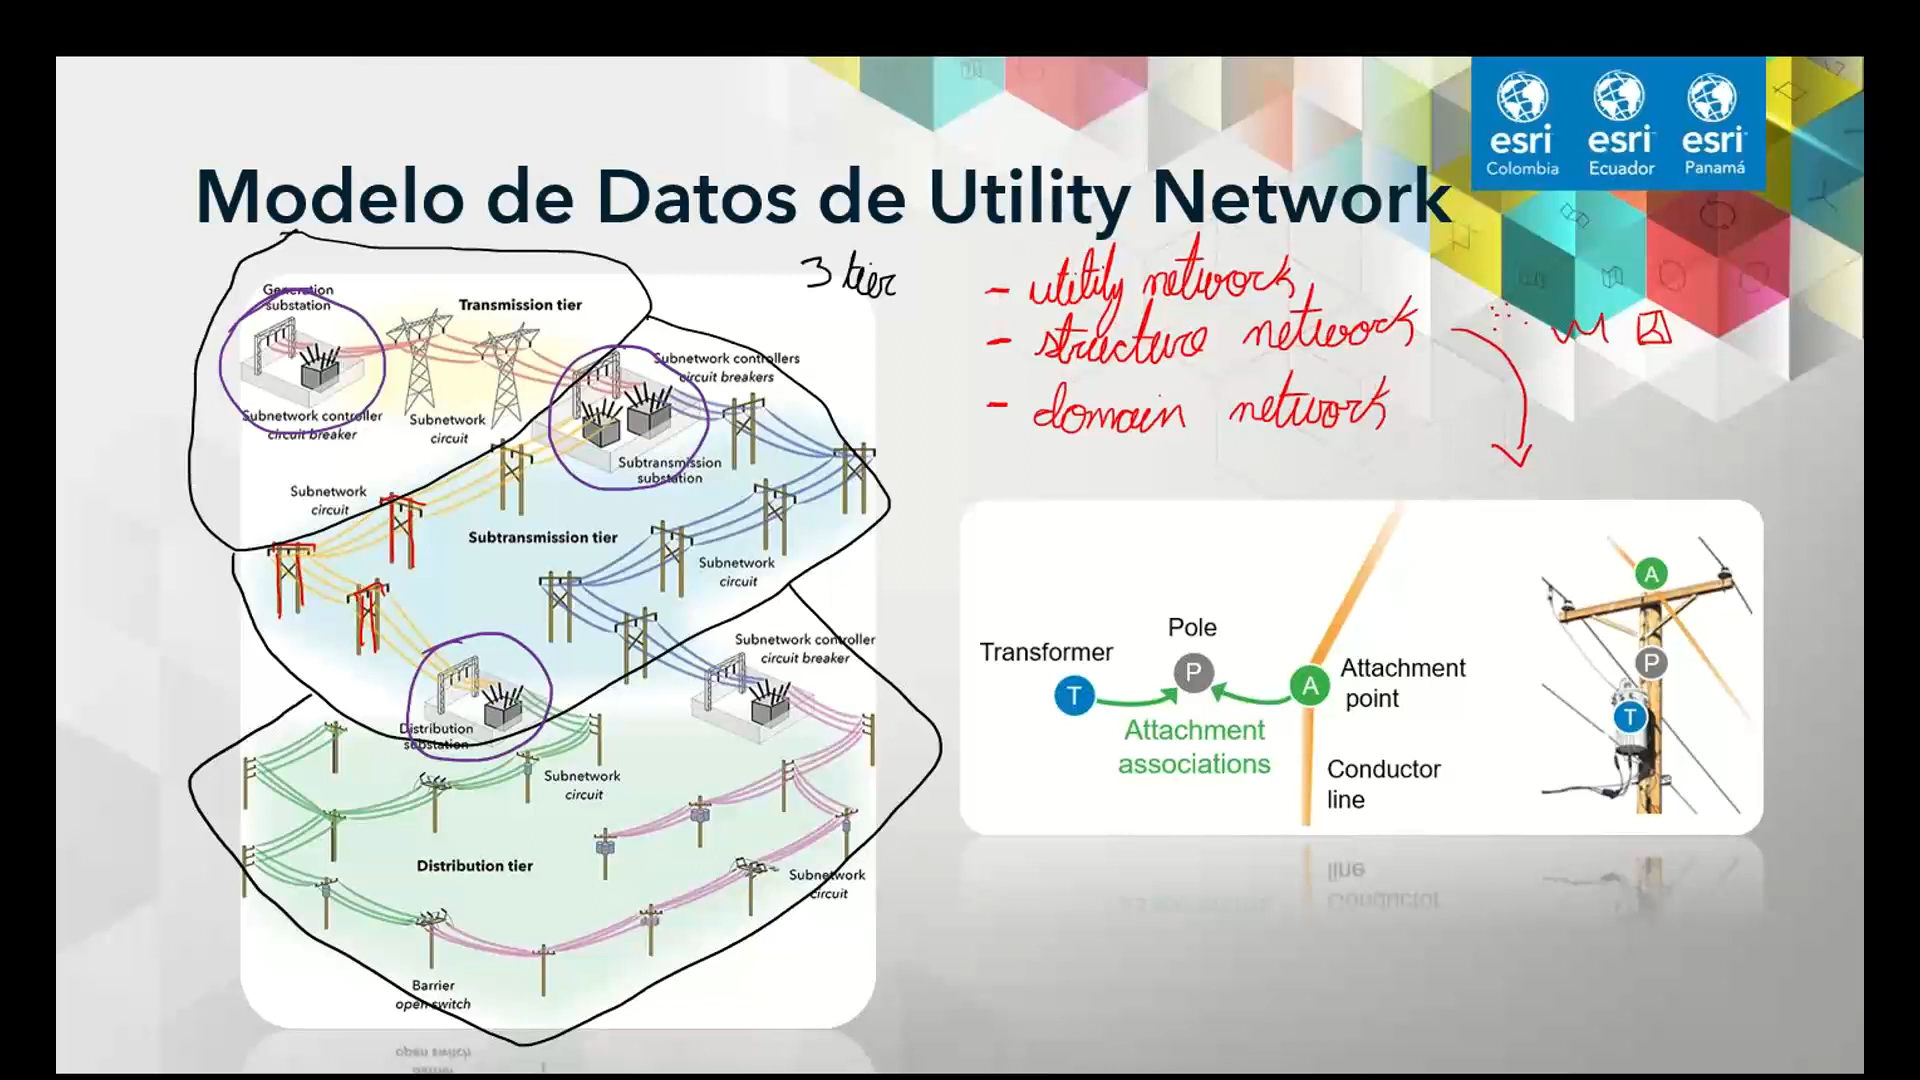 esri esri esri
Colombia Ecuador Panamá
Modelo de Datos de Utility Network
3 tier
- utility network
- structure network
- domain network
Generation
substation
Transmission tier
Subnetwork controllers
circuit breakers
Subnetwork controller
circuit breaker
Subnetwork
circuit
Subtransmission
substation
Subnetwork
circuit
Subtransmission tier
Subnetwork
circuit
Subnetwork controller
circuit breaker
Distribution
substation
Subnetwork
circuit
Distribution tier
Subnetwork
circuit
Barrier
open switch
Transformer
T
Pole
P
A
Attachment
point
Attachment
associations
Conductor
line
A
P
T